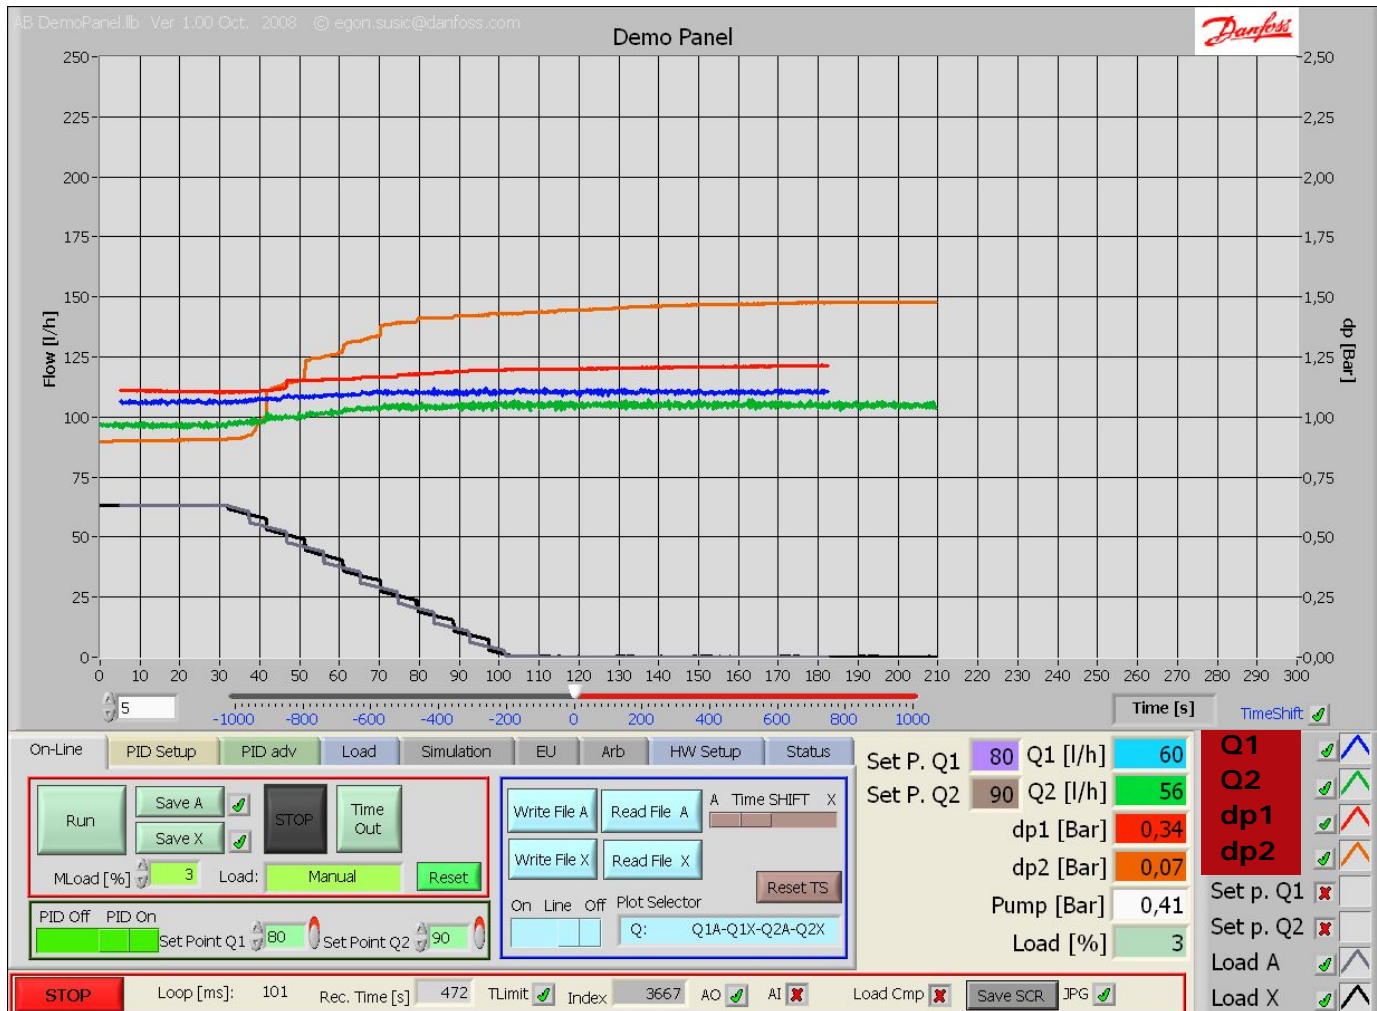 AB DemoPanel.llb Ver 1.00 Oct. 2008 © egon.susic@danfoss.com
Demo Panel
Danfoss
250
225
200
175
150
125
100
75
50
25
0
Flow [l/h]
2,50
2,25
2,00
1,75
1,50
1,25
1,00
0,75
0,50
0,25
0,00
dp [Bar]
0 10 20 30 40 50 60 70 80 90 100 110 120 130 140 150 160 170 180 190 200 210 220 230 240 250 260 270 280 290 300
5
-1000 -800 -600 -400 -200 0 200 400 600 800 1000
Time [s]
TimeShift
On-Line PID Setup PID adv Load Simulation EU Arb HW Setup Status
Run
Save A
Save X
STOP
Time
Out
MLoad [%] 3 Load: Manual Reset
PID Off PID On
Set Point Q1 80 Set Point Q2 90
Write File A Read File A
A Time SHIFT X
Write File X Read File X
Reset TS
On Line Off Plot Selector
Q: Q1A-Q1X-Q2A-Q2X
Set P. Q1 80 Q1 [l/h] 60
Set P. Q2 90 Q2 [l/h] 56
dp1 [Bar] 0,34
dp2 [Bar] 0,07
Pump [Bar] 0,41
Load [%] 3
Q1
Q2
dp1
dp2
Set p. Q1
Set p. Q2
Load A
Load X
STOP Loop [ms]: 101 Rec. Time [s] 472 TLimit Index 3667 AO AI Load Cmp Save SCR JPG